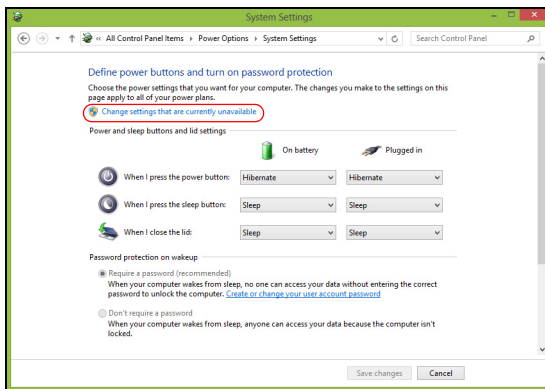 System Settings
« All Control Panel Items › Power Options › System Settings
Search Control Panel
Define power buttons and turn on password protection
Choose the power settings that you want for your computer. The changes you make to the settings on this
page apply to all of your power plans.
Change settings that are currently unavailable
Power and sleep buttons and lid settings
On battery Plugged in
When I press the power button: Hibernate Hibernate
When I press the sleep button: Sleep Sleep
When I close the lid: Sleep Sleep
Password protection on wakeup
Require a password (recommended)
When your computer wakes from sleep, no one can access your data without entering the correct
password to unlock the computer. Create or change your user account password
Don't require a password
When your computer wakes from sleep, anyone can access your data because the computer isn't
locked.
Save changes Cancel